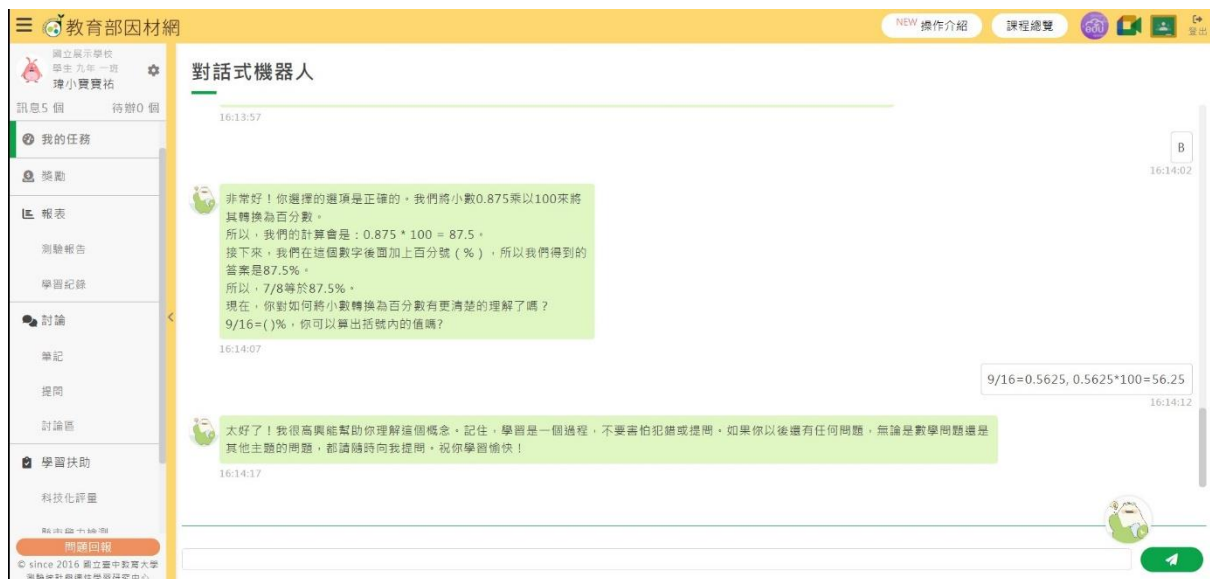 教育部因材網
NEW 操作介紹
課程總覽
登出
國立展示學校
學生 九年 一班
瑋小寶寶祐
訊息5 個
待辦0 個
我的任務
獎勵
報表
測驗報告
學習紀錄
討論
筆記
提問
討論區
學習扶助
科技化評量
問題回報
© since 2016 國立臺中教育大學
測驗統計與適性學習研究中心
對話式機器人
16:13:57
B
16:14:02
非常好！你選擇的選項是正確的。我們將小數0.875乘以100來將
其轉換為百分數。
所以，我們的計算會是：0.875 * 100 = 87.5。
接下來，我們在這個數字後面加上百分號（%），所以我們得到的
答案是87.5%。
所以，7/8等於87.5%。
現在，你對如何將小數轉換為百分數有更清楚的理解了嗎？
9/16=( )%，你可以算出括號內的值嗎?
16:14:07
9/16=0.5625, 0.5625*100=56.25
16:14:12
太好了！我很高興能幫助你理解這個概念。記住，學習是一個過程，不要害怕犯錯或提問。如果你以後還有任何問題，無論是數學問題還是
其他主題的問題，都請隨時向我提問。祝你學習愉快！
16:14:17